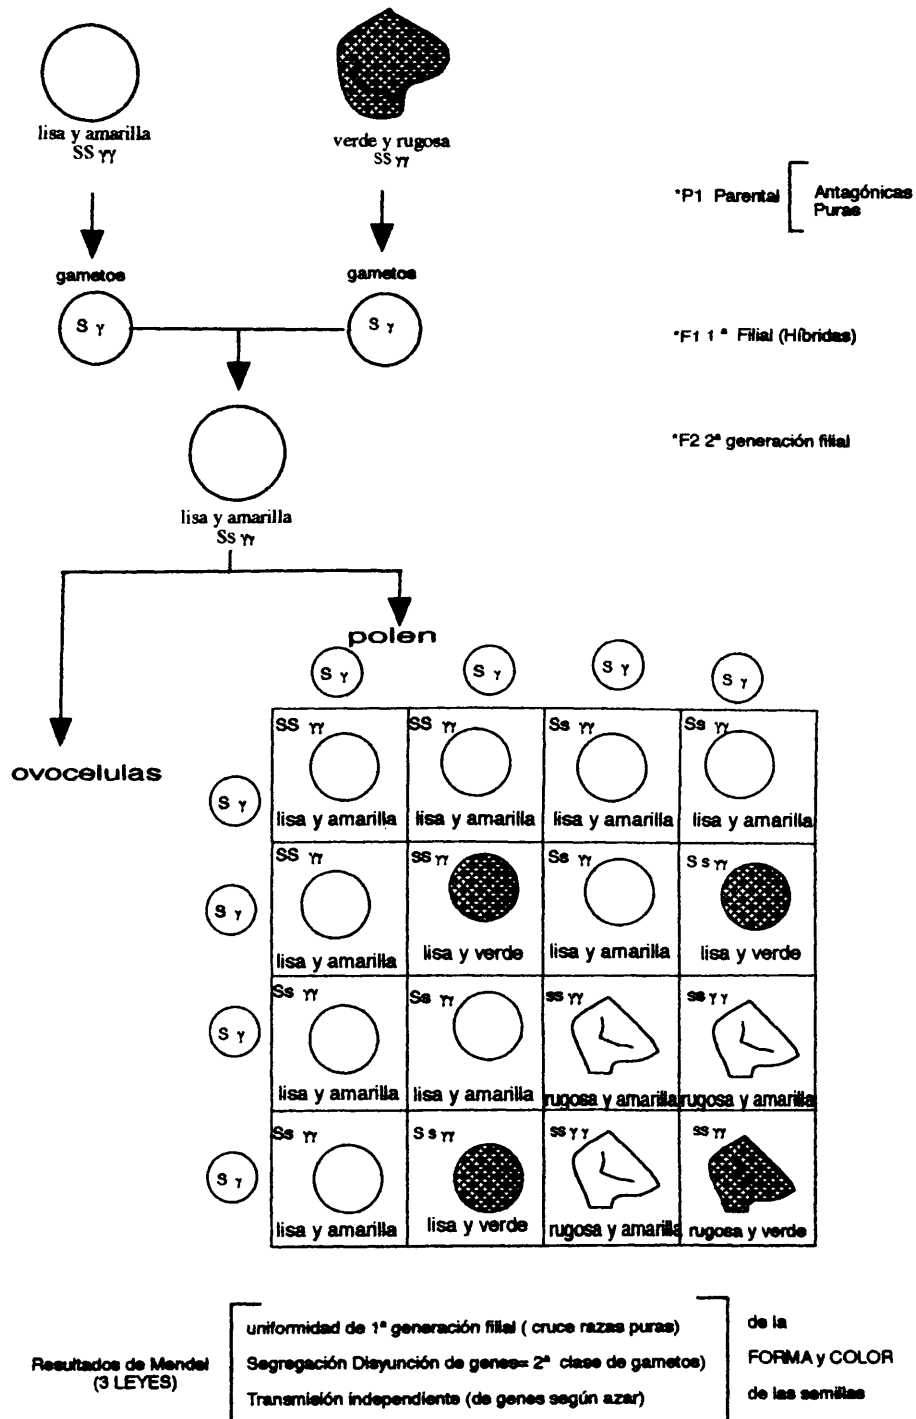 lisa y amarilla
SS γγ
verde y rugosa
SS γγ
*P1 Parental
Antagónicas
Puras
gametos
gametos
S γ
S γ
*F1 1ª Filial (Híbridas)
*F2 2ª generación filial
lisa y amarilla
Ss γγ
polen
S γ
S γ
S γ
S γ
ovocelulas
SS γγ
SS γγ
Ss γγ
Ss γγ
S γ
lisa y amarilla
lisa y amarilla
lisa y amarilla
lisa y amarilla
SS γγ
ss γγ
Ss γγ
S s γγ
S γ
lisa y amarilla
lisa y verde
lisa y amarilla
lisa y verde
Ss γγ
Ss γγ
ss γγ
ss γ γ
S γ
lisa y amarilla
lisa y amarilla
rugosa y amarilla
rugosa y amarilla
Ss γγ
S s γγ
ss γ γ
ss γγ
S γ
lisa y amarilla
lisa y verde
rugosa y amarilla
rugosa y verde
Resultados de Mendel
(3 LEYES)
uniformidad de 1ª generación filial ( cruce razas puras)
Segregación Disyunción de genes= 2ª clase de gametos)
Transmisión independiente (de genes según azar)
de la
FORMA y COLOR
de las semillas